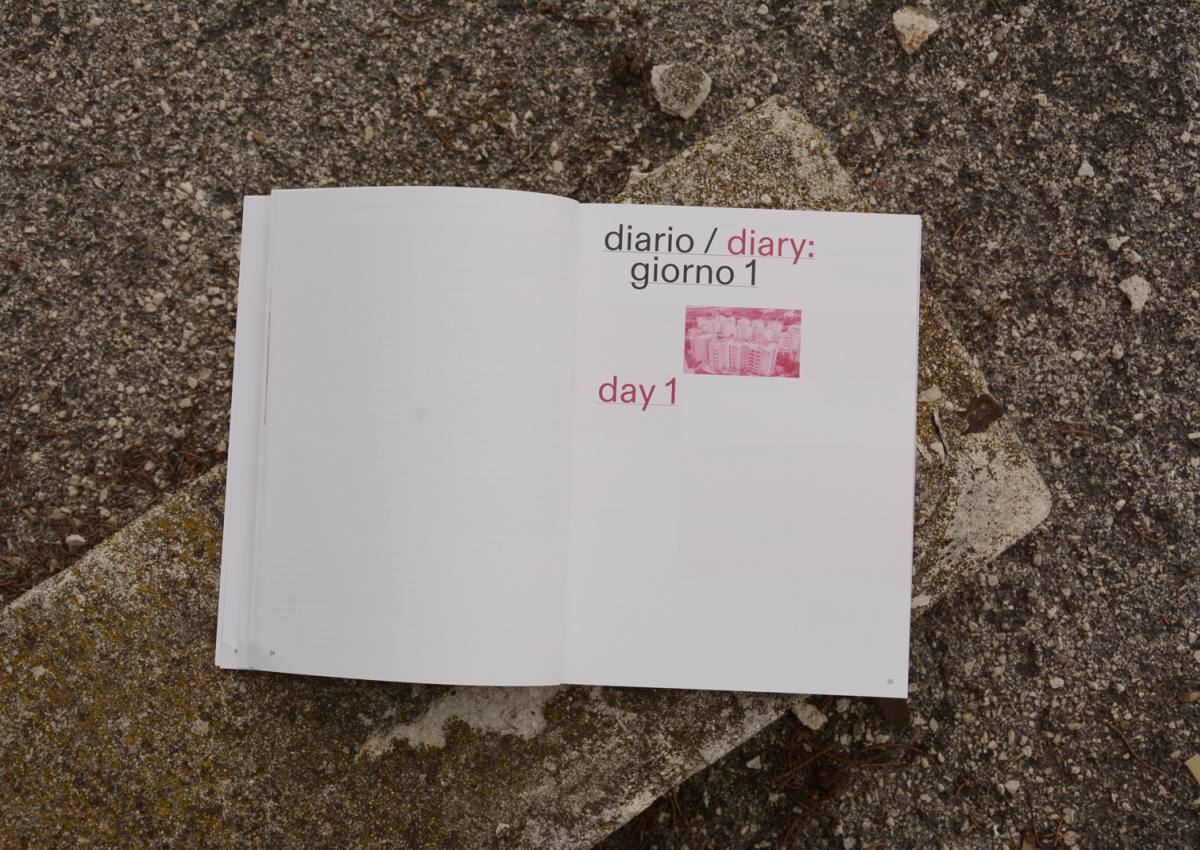 diario / diary:
giorno 1
day 1
24
25